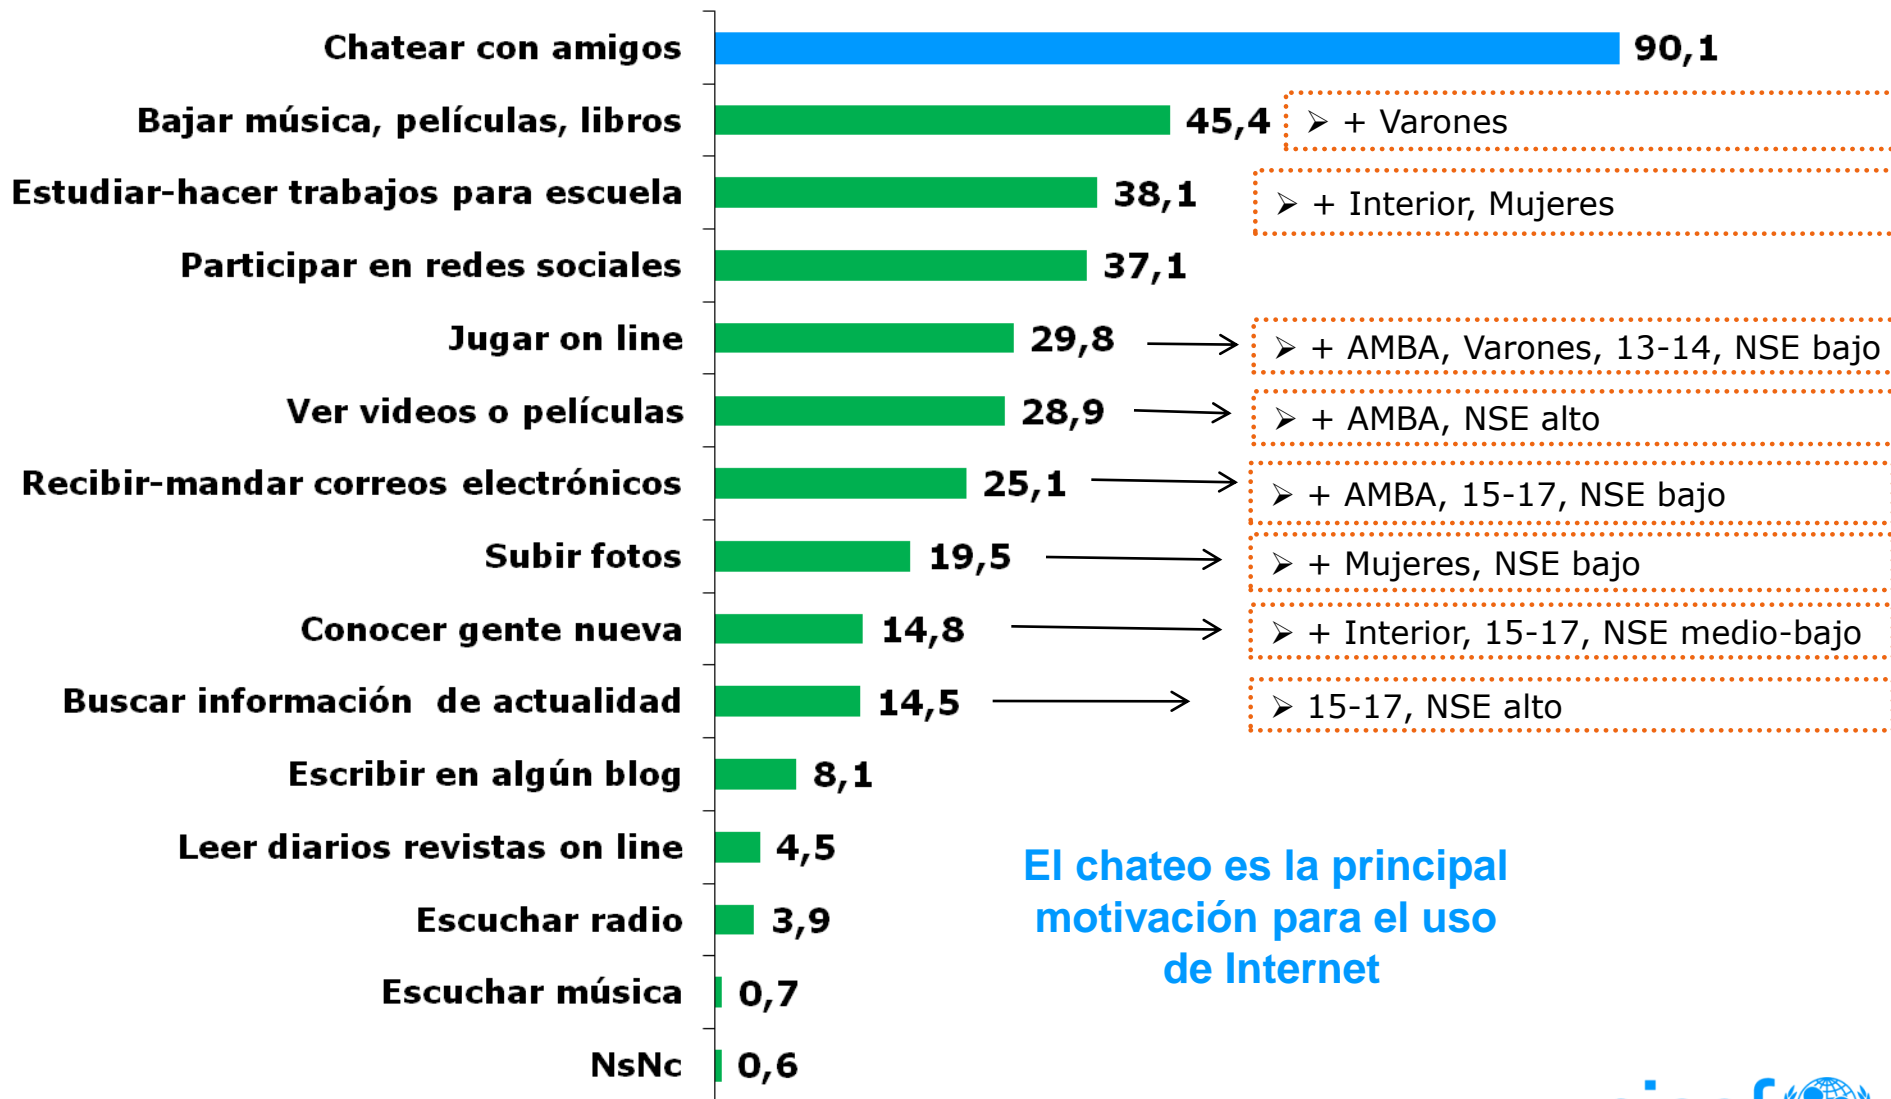 Chatear con amigos 90,1
Bajar música, películas, libros 45,4 ➢ + Varones
Estudiar-hacer trabajos para escuela 38,1 ➢ + Interior, Mujeres
Participar en redes sociales 37,1
Jugar on line 29,8 ➢ + AMBA, Varones, 13-14, NSE bajo
Ver videos o películas 28,9 ➢ + AMBA, NSE alto
Recibir-mandar correos electrónicos 25,1 ➢ + AMBA, 15-17, NSE bajo
Subir fotos 19,5 ➢ + Mujeres, NSE bajo
Conocer gente nueva 14,8 ➢ + Interior, 15-17, NSE medio-bajo
Buscar información de actualidad 14,5 ➢ 15-17, NSE alto
Escribir en algún blog 8,1
Leer diarios revistas on line 4,5
Escuchar radio 3,9
Escuchar música 0,7
NsNc 0,6
El chateo es la principal
motivación para el uso
de Internet